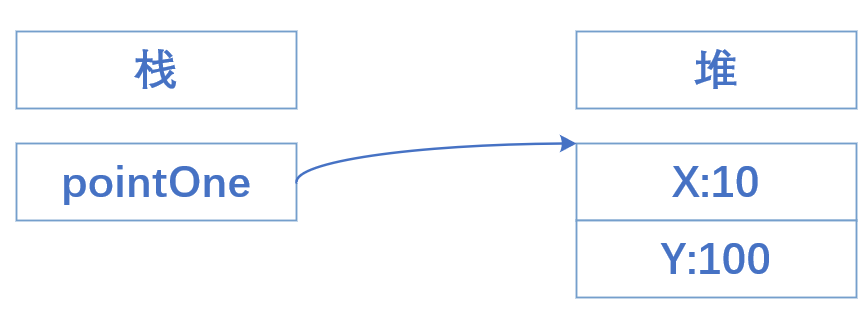 栈
堆
pointOne
X:10
Y:100